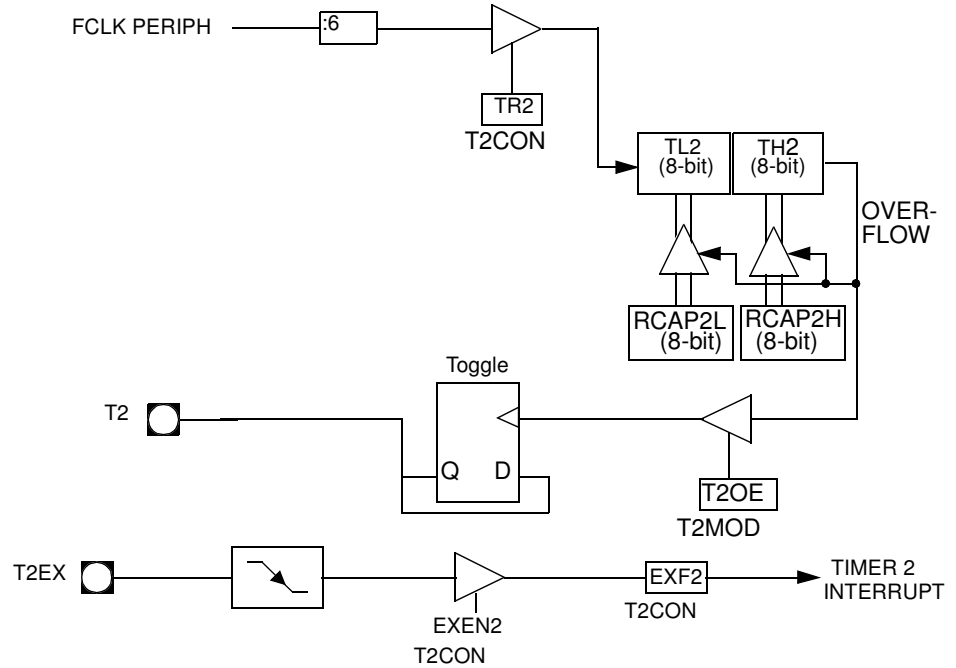 FCLK PERIPH
:6
TR2
T2CON
TL2
(8-bit)
TH2
(8-bit)
OVER-
FLOW
RCAP2L
(8-bit)
RCAP2H
(8-bit)
Toggle
T2
Q D
T2OE
T2MOD
T2EX
EXEN2
T2CON
EXF2
T2CON
TIMER 2
INTERRUPT